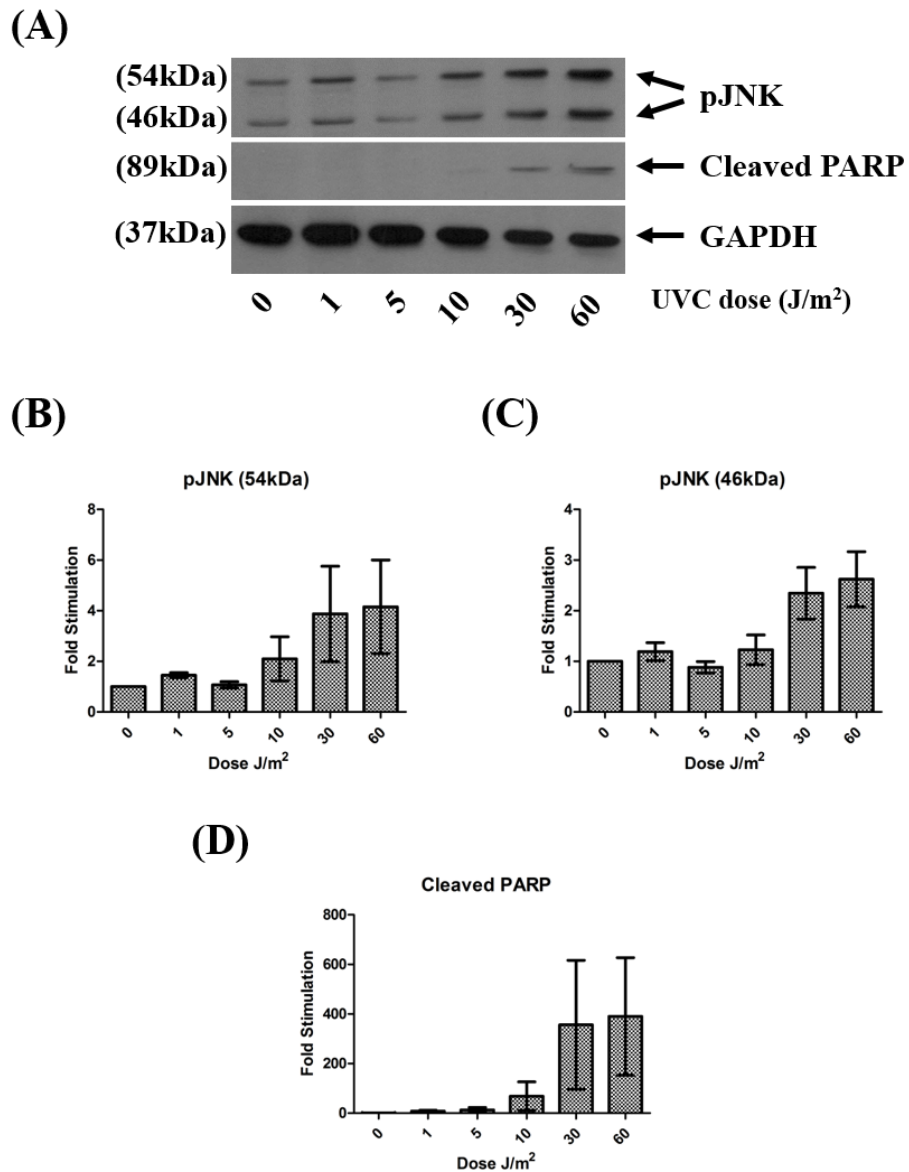 (A)
(54kDa)
(46kDa)
pJNK
(89kDa)
Cleaved PARP
(37kDa)
GAPDH
0 1 5 10 30 60 UVC dose (J/m²)
(B)
pJNK (54kDa)
Fold Stimulation
8
6
4
2
0
0 1 5 10 30 60
Dose J/m²
(C)
pJNK (46kDa)
Fold Stimulation
4
3
2
1
0
0 1 5 10 30 60
Dose J/m²
(D)
Cleaved PARP
Fold Stimulation
800
600
400
200
0
0 1 5 10 30 60
Dose J/m²